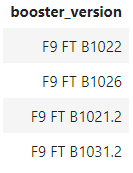 booster_version
F9 FT B1022
F9 FT B1026
F9 FT B1021.2
F9 FT B1031.2